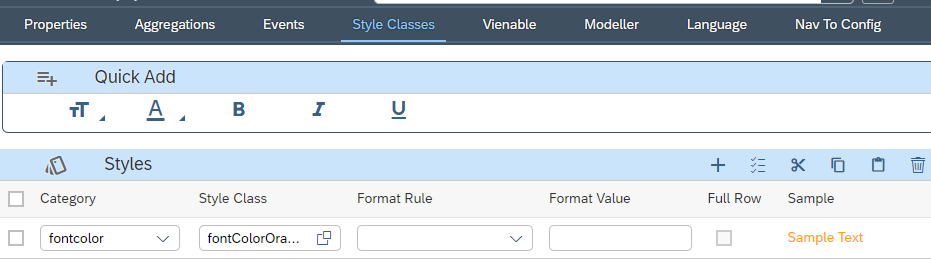 Properties Aggregations Events Style Classes Vienable Modeller Language Nav To Config
Quick Add
TT A B I U
Styles
Category Style Class Format Rule Format Value Full Row Sample
fontcolor fontColorOra... Sample Text